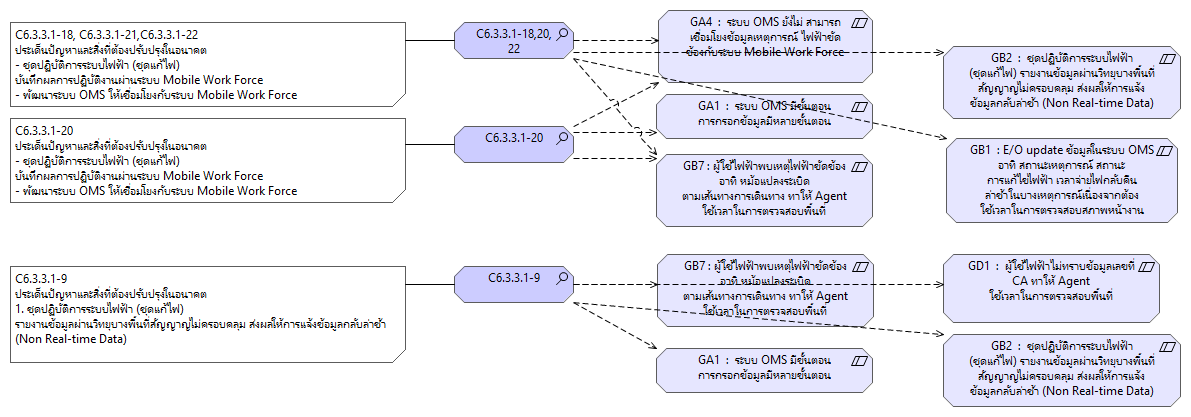 C6.3.3.1-18, C6.3.3.1-21,C6.3.3.1-22
ประเด็นปัญหาและสิ่งที่ต้องปรับปรุงในอนาคต
- ชุดปฏิบัติการระบบไฟฟ้า (ชุดแก้ไฟ)
บันทึกผลการปฏิบัติงานผ่านระบบ Mobile Work Force
- พัฒนาระบบ OMS ให้เชื่อมโยงกับระบบ Mobile Work Force
C6.3.3.1-18,20,
22
GA4 : ระบบ OMS ยังไม่ สามารถ
เชื่อมโยงข้อมูลเหตุการณ์ ไฟฟ้าขัด
ข้องกับระบบ Mobile Work Force
GB2 : ชุดปฏิบัติการระบบไฟฟ้า
(ชุดแก้ไฟ) รายงานข้อมูลผ่านวิทยุบางพื้นที่
สัญญาญไม่ครอบคลุม ส่งผลให้การแจ้ง
ข้อมูลกลับล่าช้า (Non Real-time Data)
C6.3.3.1-20
ประเด็นปัญหาและสิ่งที่ต้องปรับปรุงในอนาคต
- ชุดปฏิบัติการระบบไฟฟ้า (ชุดแก้ไฟ)
บันทึกผลการปฏิบัติงานผ่านระบบ Mobile Work Force
- พัฒนาระบบ OMS ให้เชื่อมโยงกับระบบ Mobile Work Force
C6.3.3.1-20
GA1 : ระบบ OMS มีขั้นตอน
การกรอกข้อมูลมีหลายขั้นตอน
GB7 : ผู้ใช้ไฟฟ้าพบเหตุไฟฟ้าขัดข้อง
อาทิ หม้อแปลงระเบิด
ตามเส้นทางการเดินทาง ทาให้ Agent
ใช้เวลาในการตรวจสอบพื้นที่
GB1 : E/O update ข้อมูลในระบบ OMS
อาทิ สถานะเหตุการณ์ สถานะ
การแก้ไขไฟฟ้า เวลาจ่ายไฟกลับคืน
ล่าช้าในบางเหตุการณ์เนื่องจากต้อง
ใช้เวลาในการตรวจสอบสภาพหน้างาน
C6.3.3.1-9
ประเด็นปัญหาและสิ่งที่ต้องปรับปรุงในอนาคต
1. ชุดปฏิบัติการระบบไฟฟ้า (ชุดแก้ไฟ)
รายงานข้อมูลผ่านวิทยุบางพื้นที่สัญญาญไม่ครอบคลุม ส่งผลให้การแจ้งข้อมูลกลับล่าช้า
(Non Real-time Data)
C6.3.3.1-9
GB7 : ผู้ใช้ไฟฟ้าพบเหตุไฟฟ้าขัดข้อง
อาทิ หม้อแปลงระเบิด
ตามเส้นทางการเดินทาง ทาให้ Agent
ใช้เวลาในการตรวจสอบพื้นที่
GD1 : ผู้ใช้ไฟฟ้าไม่ทราบข้อมูลเลขที่
CA ทาให้ Agent
ใช้เวลาในการตรวจสอบพื้นที่
GA1 : ระบบ OMS มีขั้นตอน
การกรอกข้อมูลมีหลายขั้นตอน
GB2 : ชุดปฏิบัติการระบบไฟฟ้า
(ชุดแก้ไฟ) รายงานข้อมูลผ่านวิทยุบางพื้นที่
สัญญาญไม่ครอบคลุม ส่งผลให้การแจ้ง
ข้อมูลกลับล่าช้า (Non Real-time Data)